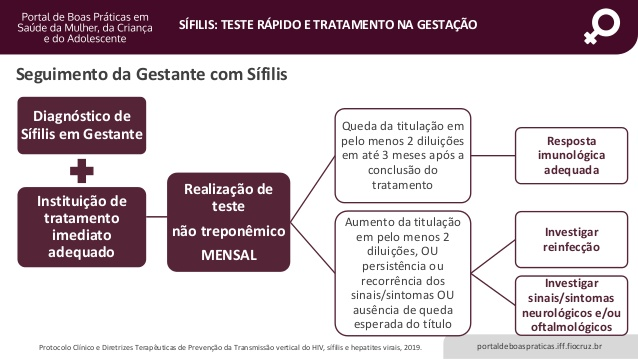 Portal de Boas Práticas em
Saúde da Mulher, da Criança
e do Adolescente
SÍFILIS: TESTE RÁPIDO E TRATAMENTO NA GESTAÇÃO
Seguimento da Gestante com Sífilis
Diagnóstico de
Sífilis em Gestante
Instituição de
tratamento
imediato
adequado
Realização de
teste
não treponêmico
MENSAL
Queda da titulação em
pelo menos 2 diluições
em até 3 meses após a
conclusão do
tratamento
Resposta
imunológica
adequada
Aumento da titulação
em pelo menos 2
diluições, OU
persistência ou
recorrência dos
sinais/sintomas OU
ausência de queda
esperada do título
Investigar
reinfecção
Investigar
sinais/sintomas
neurológicos e/ou
oftalmológicos
Protocolo Clínico e Diretrizes Terapêuticas de Prevenção da Transmissão vertical do HIV, sífilis e hepatites virais, 2019.
portaldeboaspraticas.iff.fiocruz.br